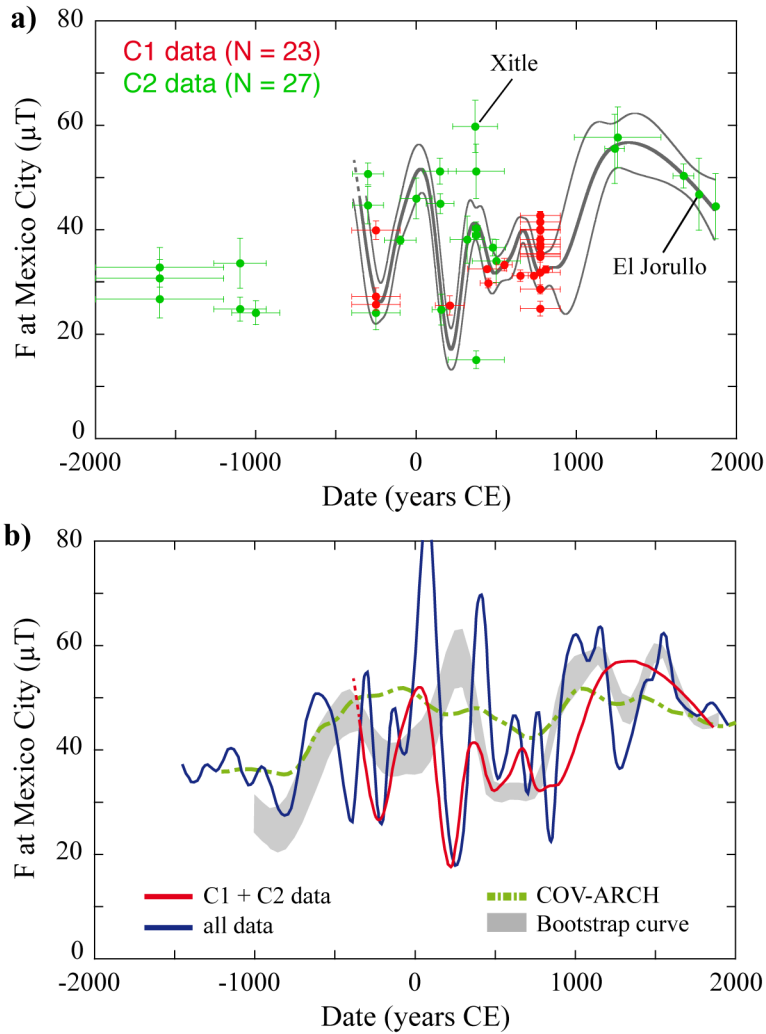 a)
80
C1 data (N = 23)
C2 data (N = 27)
Xitle
60
40
El Jorullo
20
0
F at Mexico City (μT)
-2000
-1000
0
1000
2000
Date (years CE)
b)
80
60
40
20
0
F at Mexico City (μT)
C1 + C2 data
all data
COV-ARCH
Bootstrap curve
-2000
-1000
0
1000
2000
Date (years CE)